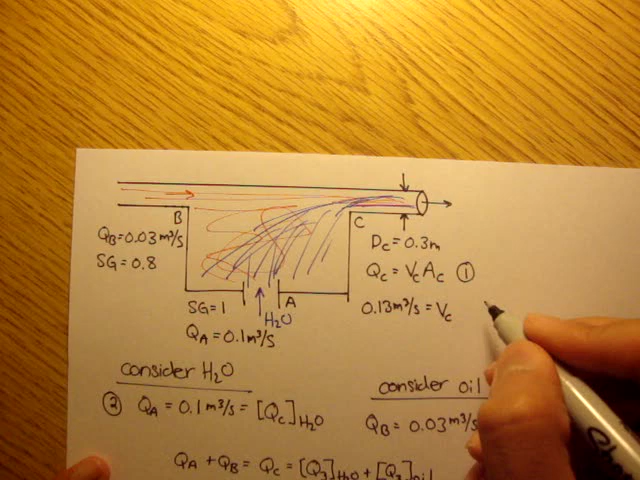 B
Q_B = 0.03 m³/s
SG = 0.8
C
D_C = 0.3m
Q_C = V_C A_C ①
0.13 m³/s = V_C
SG = 1
A
H₂O
Q_A = 0.1 m³/s
consider H₂O
② Q_A = 0.1 m³/s = [Q_C]_H₂O
consider oil
Q_B = 0.03 m³/s
Q_A + Q_B = Q_C = [Q_3]_H₂O + [Q_3]_oil